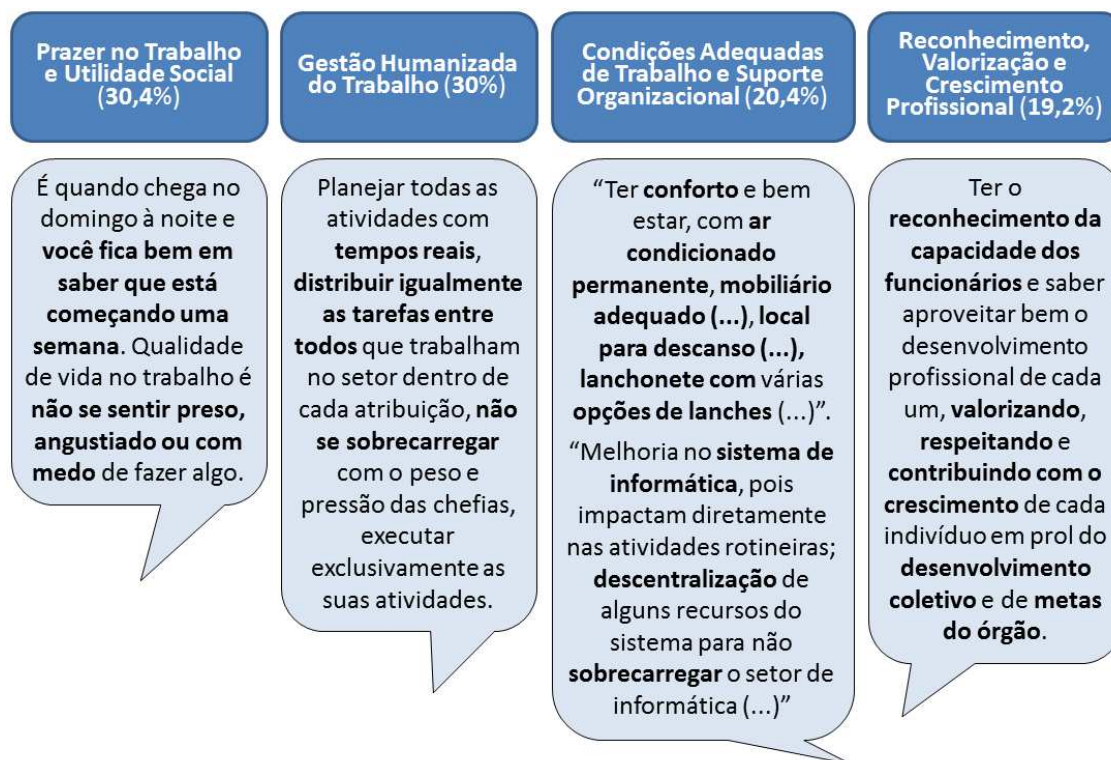 Prazer no Trabalho
e Utilidade Social
(30,4%)
É quando chega no
domingo à noite e
você fica bem em
saber que está
começando uma
semana. Qualidade
de vida no trabalho é
não se sentir preso,
angustiado ou com
medo de fazer algo.
Gestão Humanizada
do Trabalho (30%)
Planejar todas as
atividades com
tempos reais,
distribuir igualmente
as tarefas entre
todos que trabalham
no setor dentro de
cada atribuição, não
se sobrecarregar
com o peso e
pressão das chefias,
executar
exclusivamente as
suas atividades.
Condições Adequadas
de Trabalho e Suporte
Organizacional (20,4%)
“Ter conforto e bem
estar, com ar
condicionado
permanente, mobiliário
adequado (...), local
para descanso (...),
lanchonete com várias
opções de lanches (...)”.
“Melhoria no sistema de
informática, pois
impactam diretamente
nas atividades rotineiras;
descentralização de
alguns recursos do
sistema para não
sobrecarregar o setor de
informática (...)”
Reconhecimento,
Valorização e
Crescimento
Profissional (19,2%)
Ter o
reconhecimento da
capacidade dos
funcionários e saber
aproveitar bem o
desenvolvimento
profissional de cada
um, valorizando,
respeitando e
contribuindo com o
crescimento de cada
indivíduo em prol do
desenvolvimento
coletivo e de metas
do órgão.